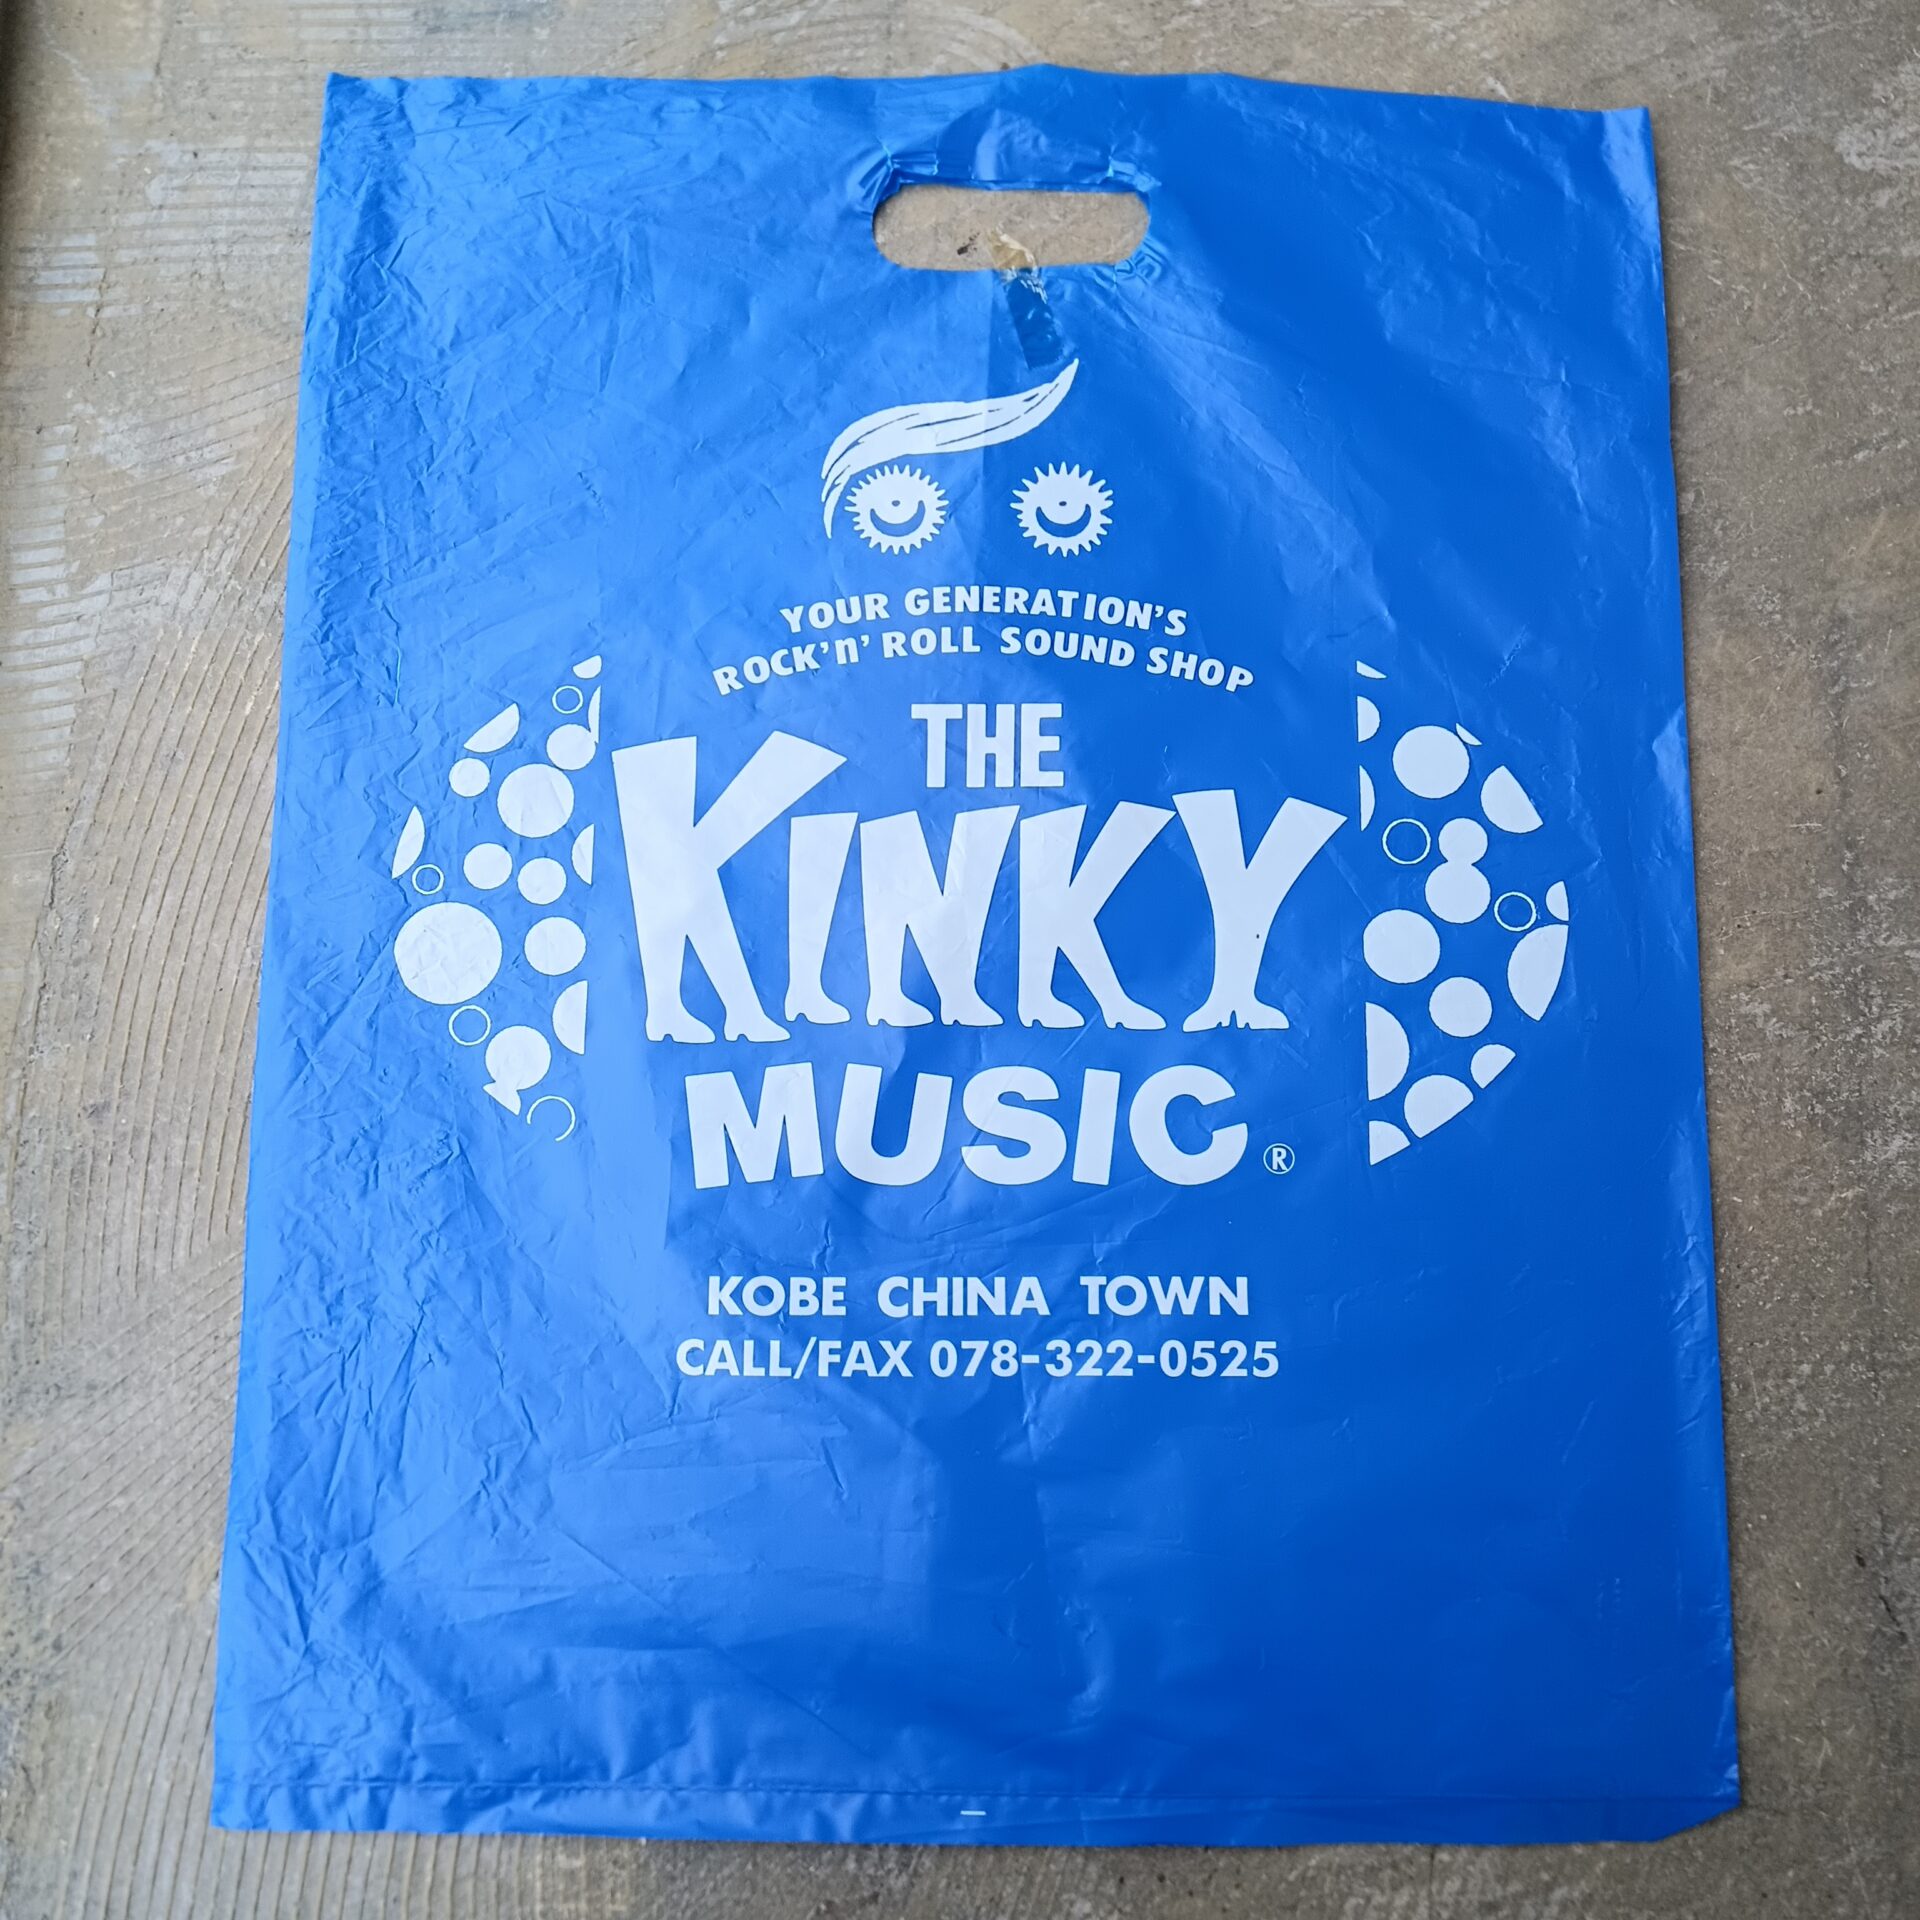 YOUR GENERATION'S
ROCK'n' ROLL SOUND SHOP
THE
KINKY
MUSIC ®
KOBE CHINA TOWN
CALL/FAX 078-322-0525